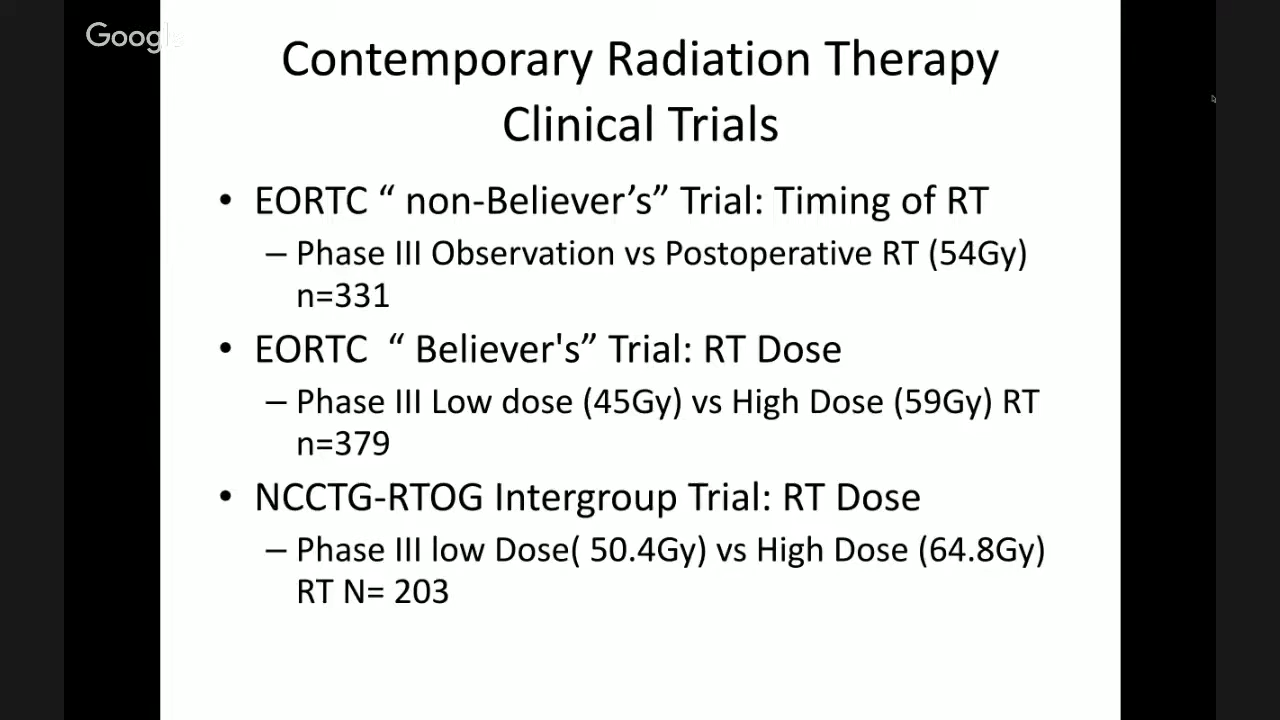 Google
Contemporary Radiation Therapy
Clinical Trials
• EORTC “ non-Believer’s” Trial: Timing of RT
– Phase III Observation vs Postoperative RT (54Gy)
n=331
• EORTC “ Believer's” Trial: RT Dose
– Phase III Low dose (45Gy) vs High Dose (59Gy) RT
n=379
• NCCTG-RTOG Intergroup Trial: RT Dose
– Phase III low Dose( 50.4Gy) vs High Dose (64.8Gy)
RT N= 203